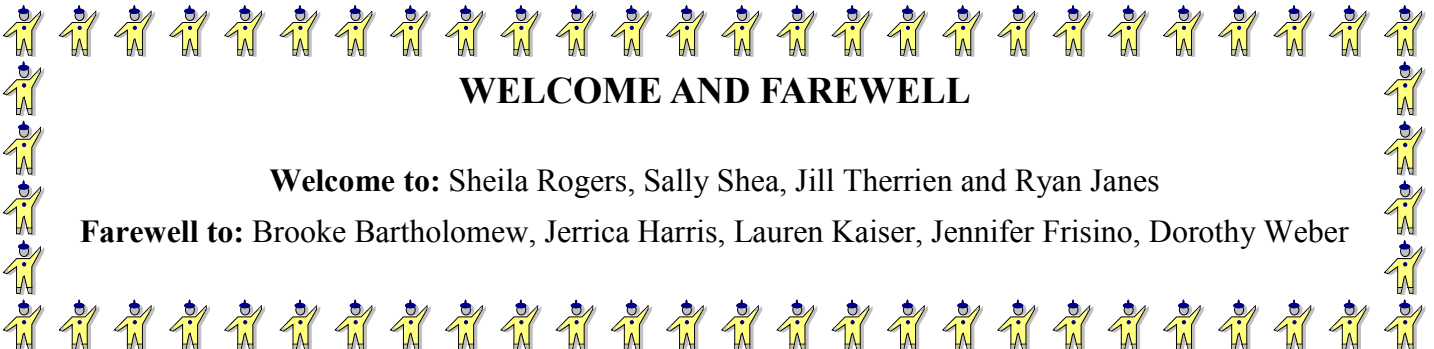 WELCOME AND FAREWELL
Welcome to: Sheila Rogers, Sally Shea, Jill Therrien and Ryan Janes
Farewell to: Brooke Bartholomew, Jerrica Harris, Lauren Kaiser, Jennifer Frisino, Dorothy Weber